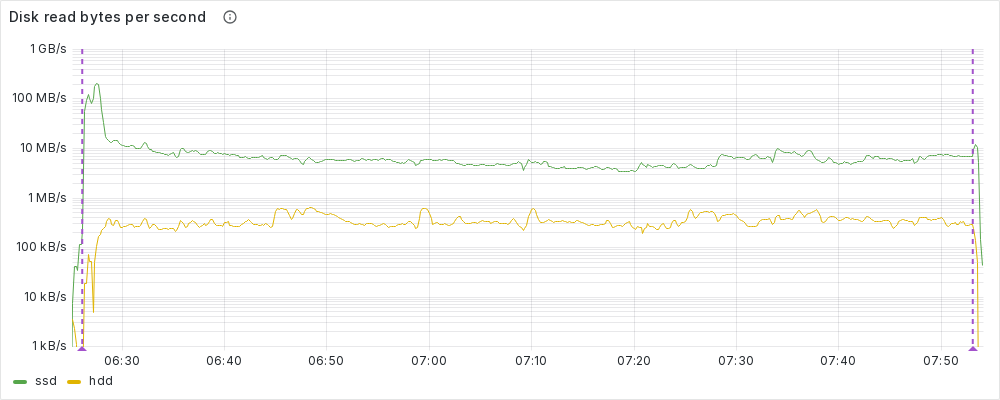 Disk read bytes per second
1 GB/s
100 MB/s
10 MB/s
1 MB/s
100 kB/s
10 kB/s
1 kB/s
06:30 06:40 06:50 07:00 07:10 07:20 07:30 07:40 07:50
ssd hdd